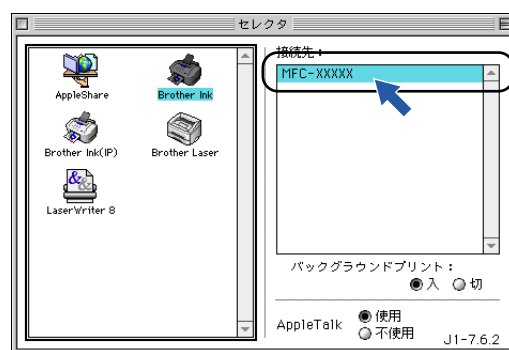 セレクタ
AppleShare
Brother Ink
Brother Ink(IP)
Brother Laser
LaserWriter 8
接続先：
MFC-XXXXX
バックグラウンドプリント：
入 切
AppleTalk
使用
不使用
J1-7.6.2